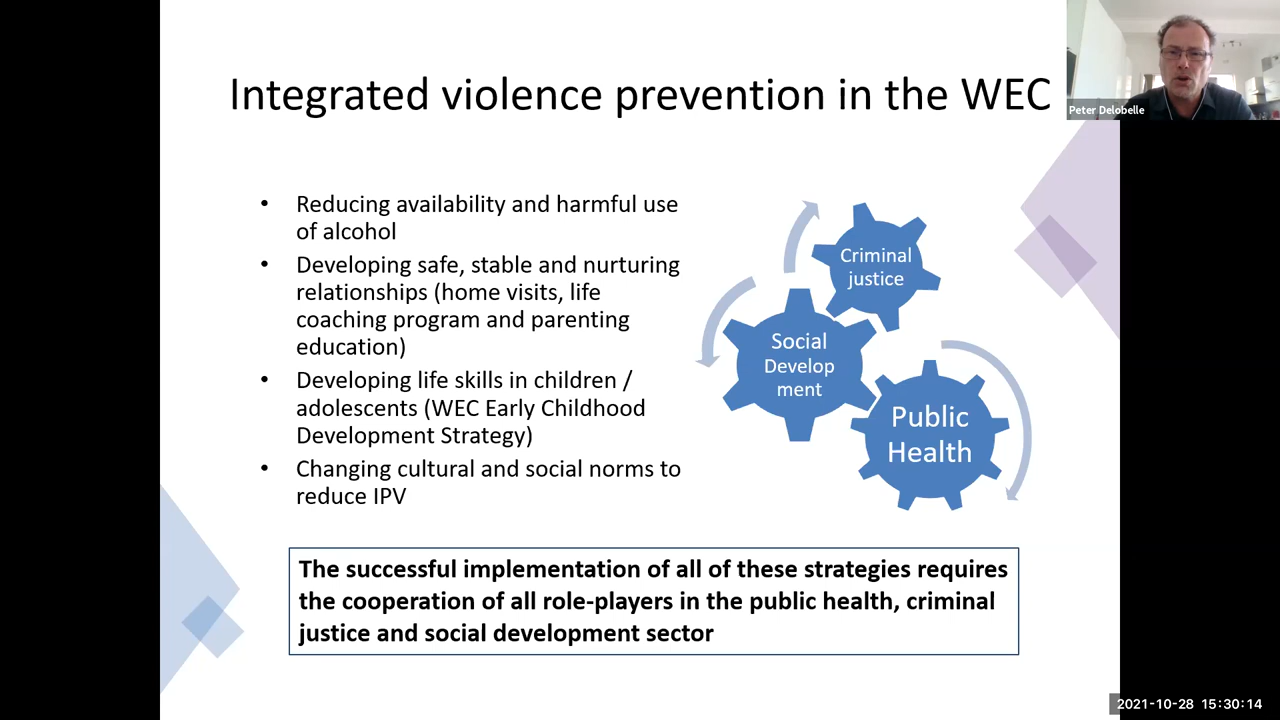 Integrated violence prevention in the WEC
Peter Delobelle
• Reducing availability and harmful use
of alcohol
• Developing safe, stable and nurturing
relationships (home visits, life
coaching program and parenting
education)
• Developing life skills in children /
adolescents (WEC Early Childhood
Development Strategy)
• Changing cultural and social norms to
reduce IPV
Criminal
justice
Social
Develop
ment
Public
Health
The successful implementation of all of these strategies requires
the cooperation of all role-players in the public health, criminal
justice and social development sector
2021-10-28 15:30:14